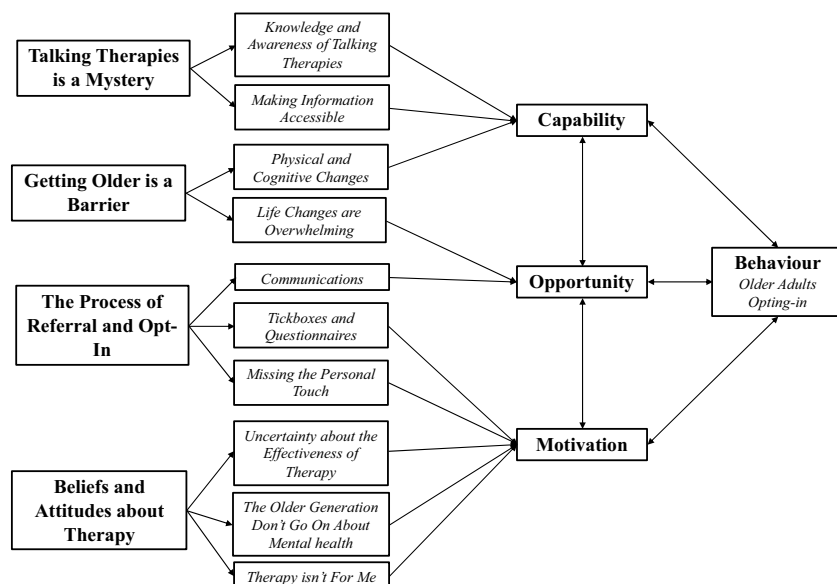 Talking Therapies
is a Mystery
Knowledge and
Awareness of Talking
Therapies
Making Information
Accessible
Getting Older is a
Barrier
Physical and
Cognitive Changes
Life Changes are
Overwhelming
The Process of
Referral and Opt-
In
Communications
Tickboxes and
Questionnaires
Missing the Personal
Touch
Beliefs and
Attitudes about
Therapy
Uncertainty about the
Effectiveness of
Therapy
The Older Generation
Don't Go On About
Mental health
Therapy isn't For Me
Capability
Opportunity
Motivation
Behaviour
Older Adults
Opting-in